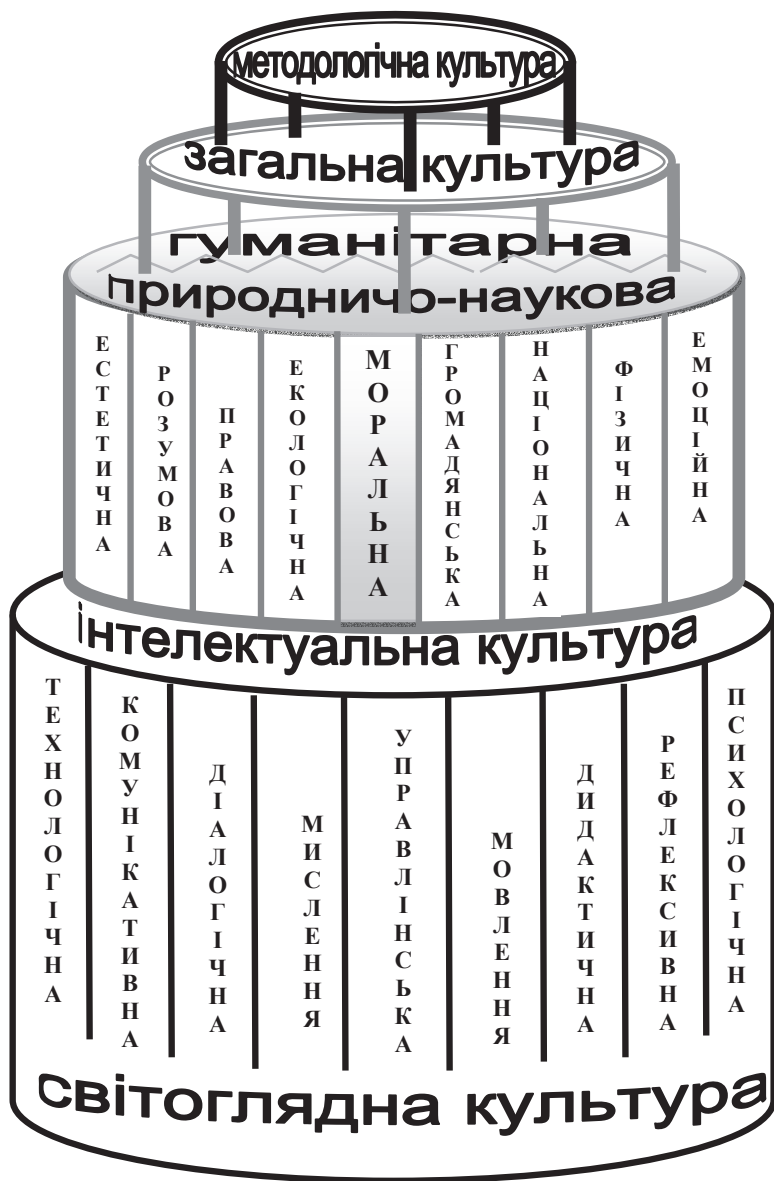 методологічна культура
загальна культура
гуманітарна
природничо-наукова
ЕСТЕТИЧНА
РОЗУМОВА
ПРАВОВА
ЕКОЛОГІЧНА
МОРАЛЬНА
ГРОМАДЯНСЬКА
НАЦІОНАЛЬНА
ФІЗИЧНА
ЕМОЦІЙНА
інтелектуальна культура
ТЕХНОЛОГІЧНА
КОМУНІКАТИВНА
ДІАЛОГІЧНА
МИСЛЕННЯ
УПРАВЛІНСЬКА
МОВЛЕННЯ
ДИДАКТИЧНА
РЕФЛЕКСИВНА
ПСИХОЛОГІЧНА
світоглядна культура